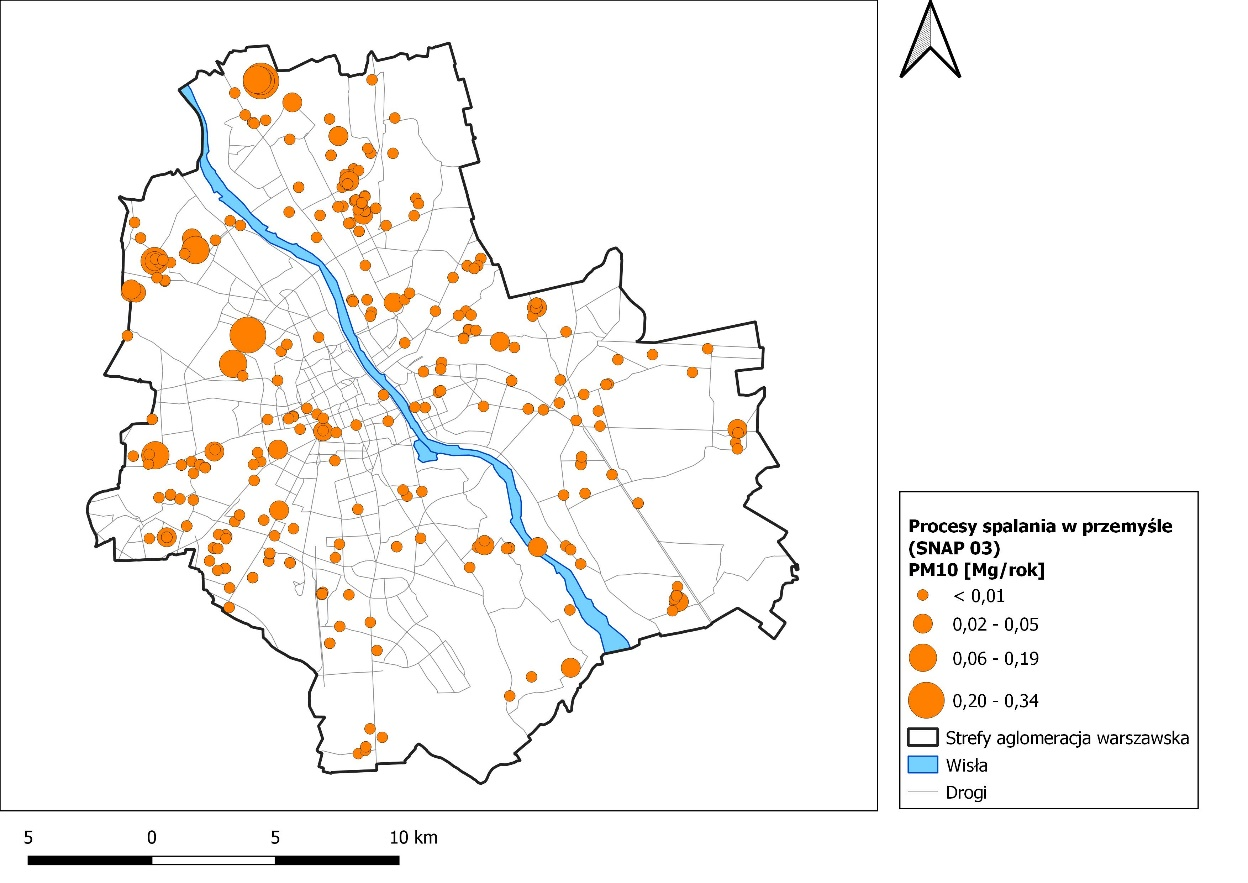 Procesy spalania w przemyśle
(SNAP 03)
PM10 [Mg/rok]
< 0,01
0,02 - 0,05
0,06 - 0,19
0,20 - 0,34
Strefy aglomeracja warszawska
Wisła
Drogi
5 0 5 10 km